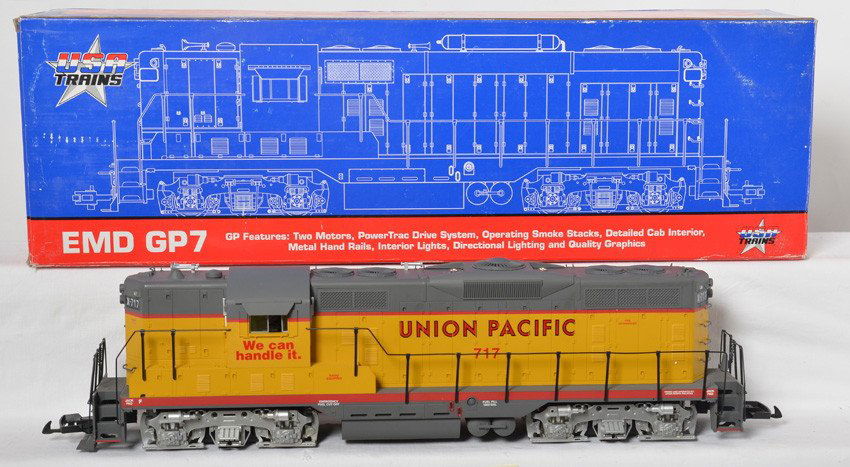 USA
TRAINS
EMD GP7
GP Features: Two Motors, PowerTrac Drive System, Operating Smoke Stacks, Detailed Cab Interior,
Metal Hand Rails, Interior Lights, Directional Lighting and Quality Graphics
USA
TRAINS
X-717
We can
handle it.
UNION PACIFIC
717